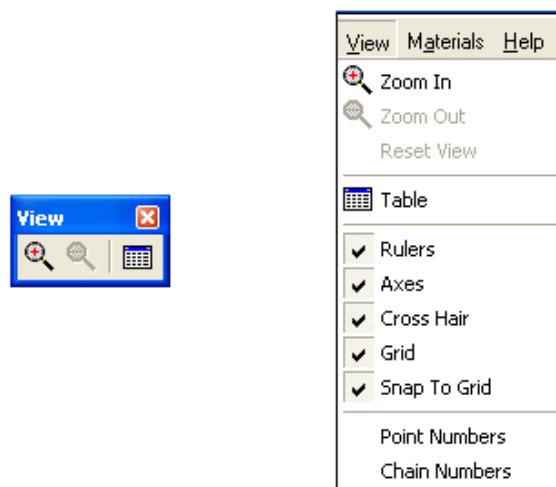 View
View Materials Help
Zoom In
Zoom Out
Reset View
Table
Rulers
Axes
Cross Hair
Grid
Snap To Grid
Point Numbers
Chain Numbers